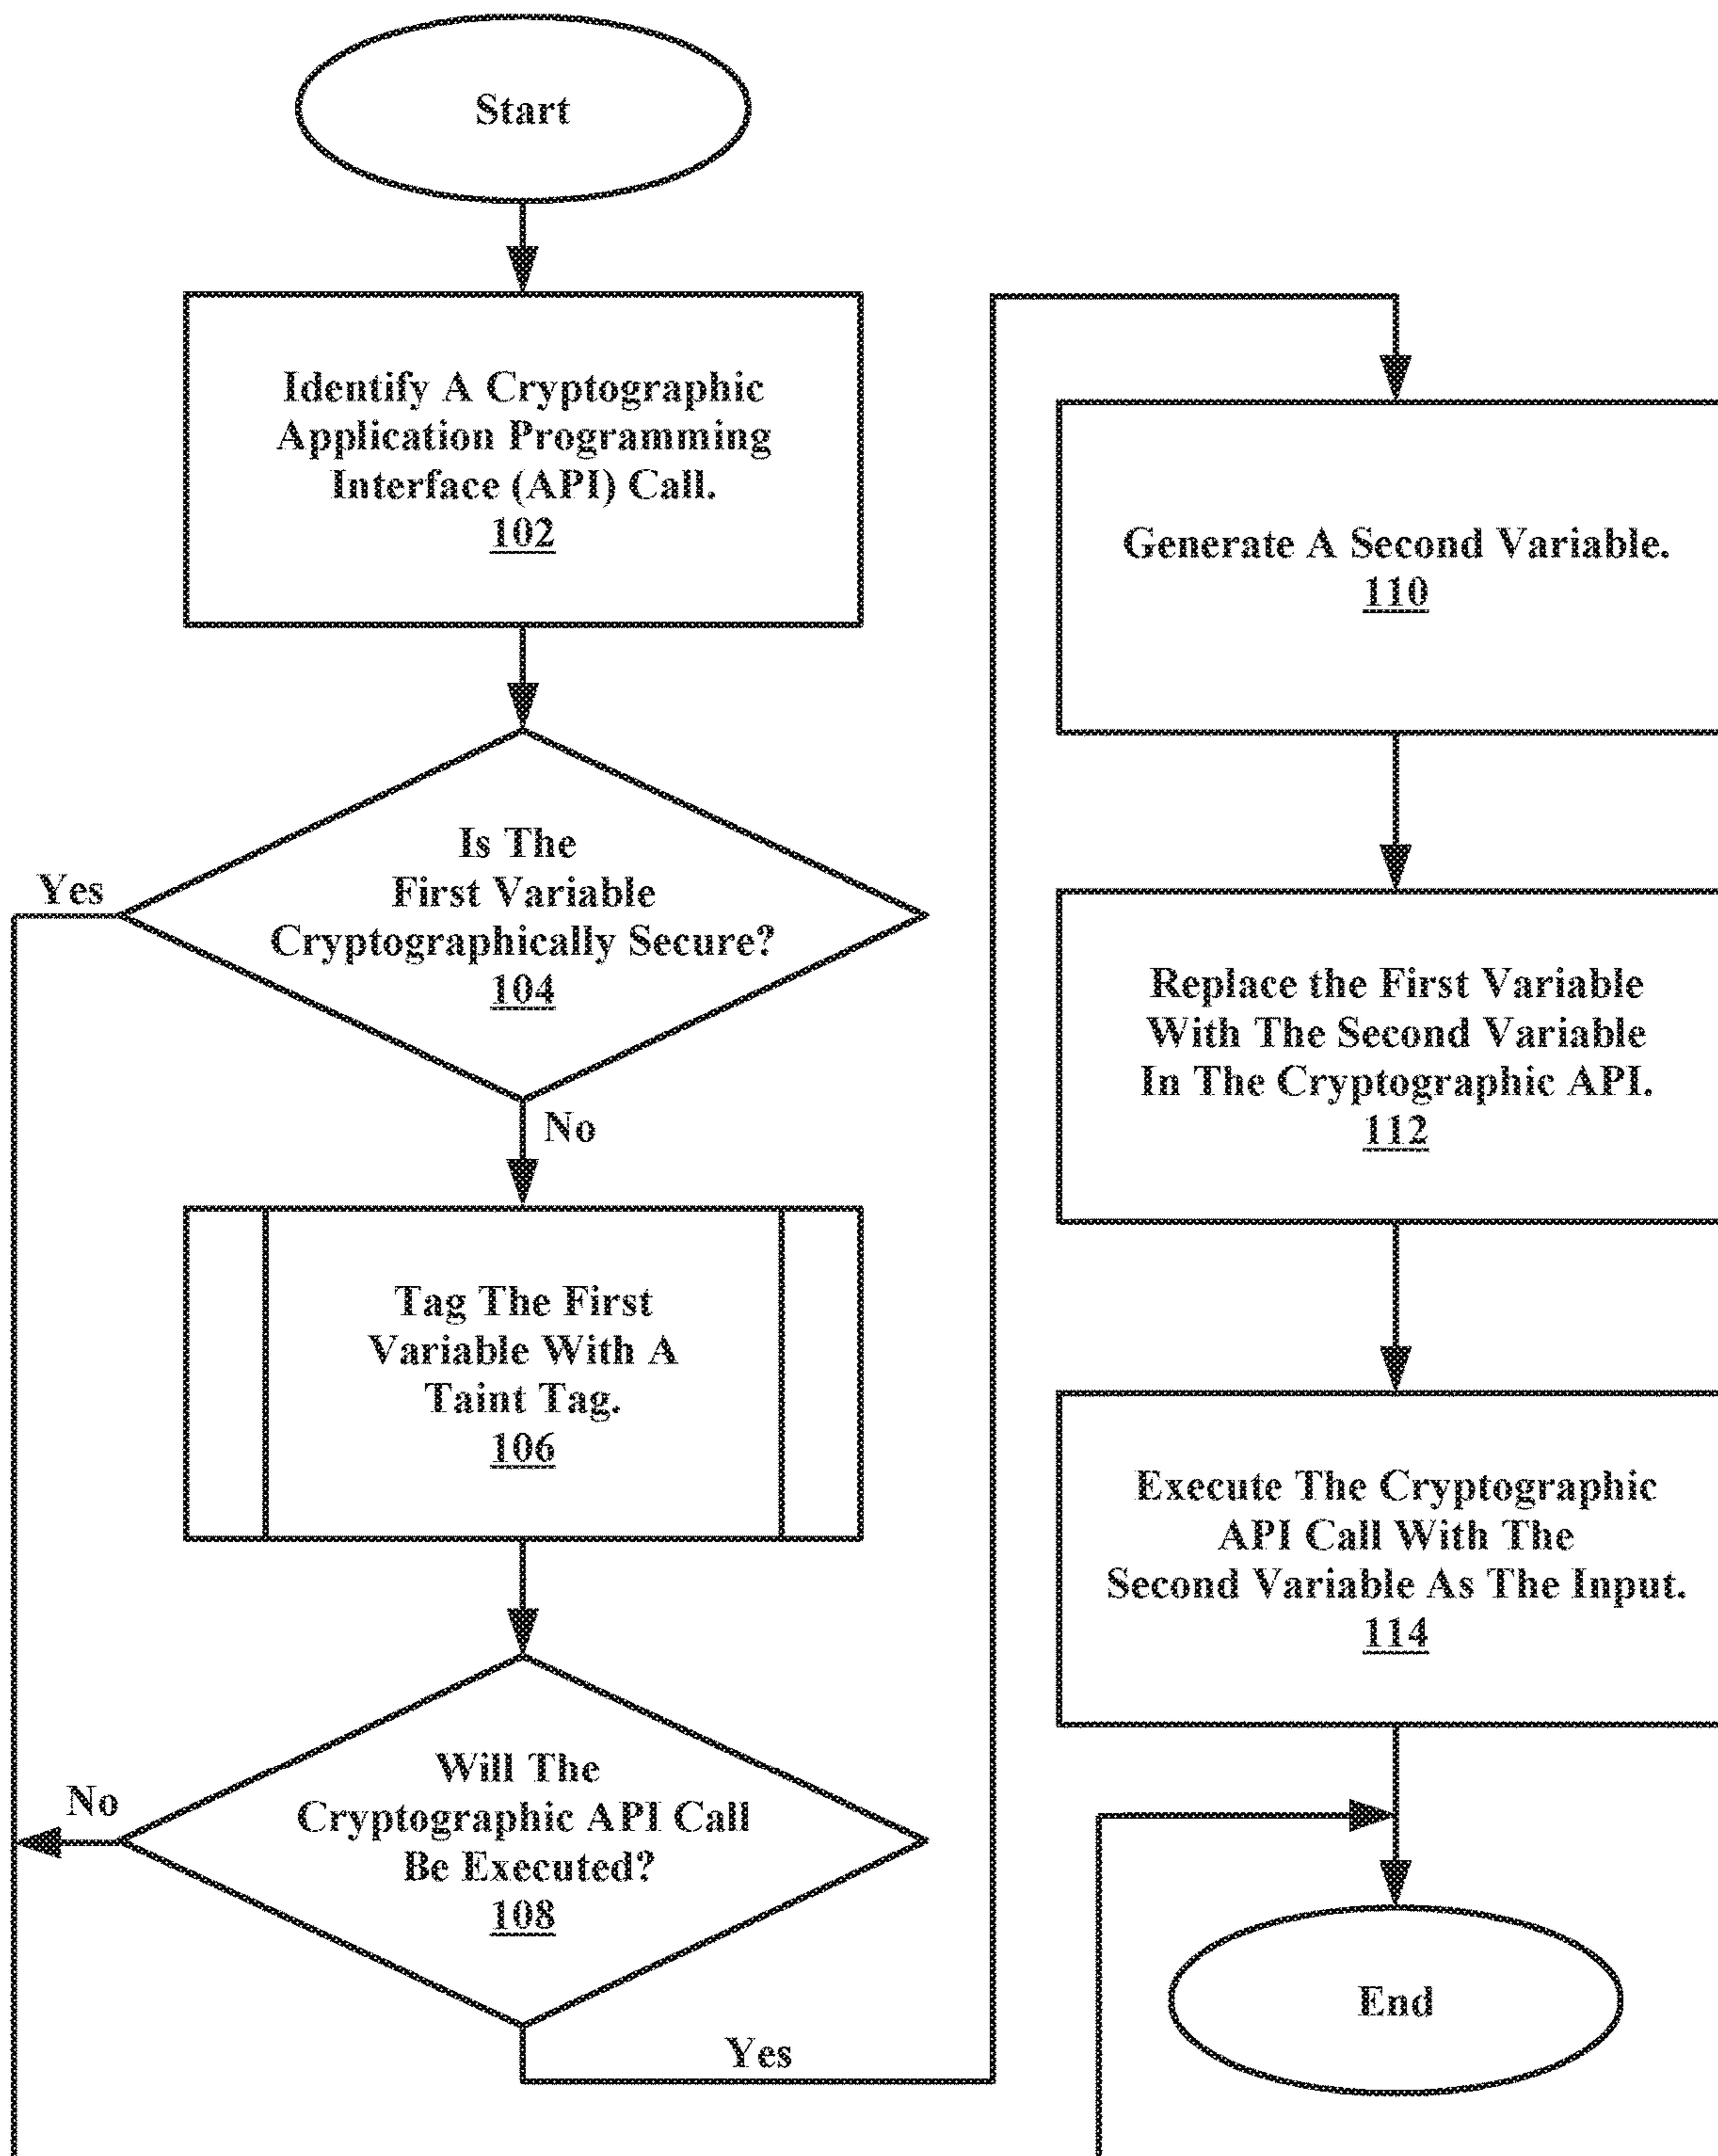 Start
Identify A Cryptographic
Application Programming
Interface (API) Call.
102
Is The
First Variable
Cryptographically Secure?
104
Yes
No
Tag The First
Variable With A
Taint Tag.
106
Will The
Cryptographic API Call
Be Executed?
108
No
Yes
Generate A Second Variable.
110
Replace the First Variable
With The Second Variable
In The Cryptographic API.
112
Execute The Cryptographic
API Call With The
Second Variable As The Input.
114
End